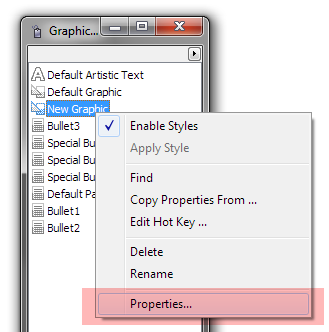 Graphic...
Default Artistic Text
Default Graphic
New Graphic
Bullet3
Special Bu
Special Bu
Special Bu
Default Pa
Bullet1
Bullet2
Enable Styles
Apply Style
Find
Copy Properties From ...
Edit Hot Key ...
Delete
Rename
Properties...